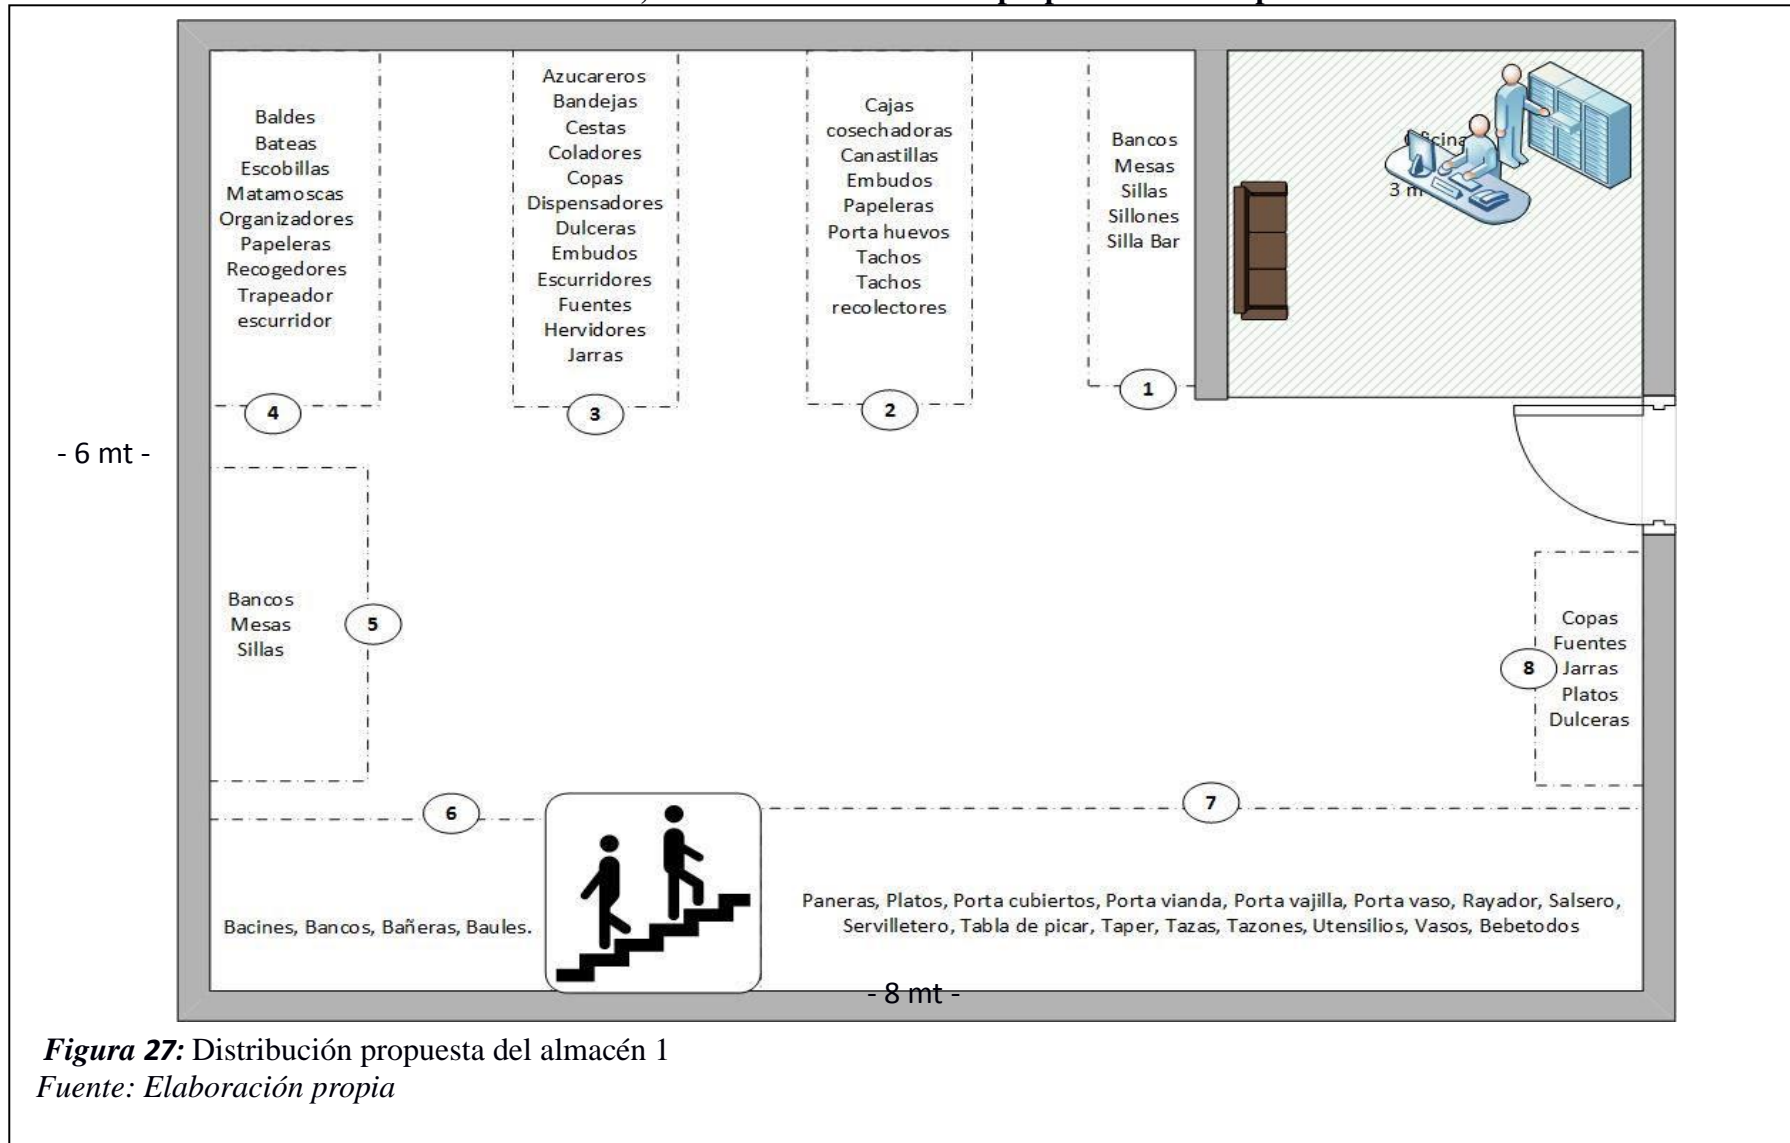 Baldes
Bateas
Escobillas
Matamoscas
Organizadores
Papeleras
Recogedores
Trapeador
escurridor
4
Azucareros
Bandejas
Cestas
Coladores
Copas
Dispensadores
Dulceras
Embudos
Escurridores
Fuentes
Hervidores
Jarras
3
Cajas
cosechadoras
Canastillas
Embudos
Papeleras
Porta huevos
Tachos
Tachos
recolectores
2
Bancos
Mesas
Sillas
Sillones
Silla Bar
1
3 m
- 6 mt -
Bancos
Mesas
Sillas
5
8
Copas
Fuentes
Jarras
Platos
Dulceras
6
7
Bacines, Bancos, Bañeras, Baules.
Paneras, Platos, Porta cubiertos, Porta vianda, Porta vajilla, Porta vaso, Rayador, Salsero,
Servilletero, Tabla de picar, Taper, Tazas, Tazones, Utensilios, Vasos, Bebetodos
- 8 mt -
Figura 27: Distribución propuesta del almacén 1
Fuente: Elaboración propia